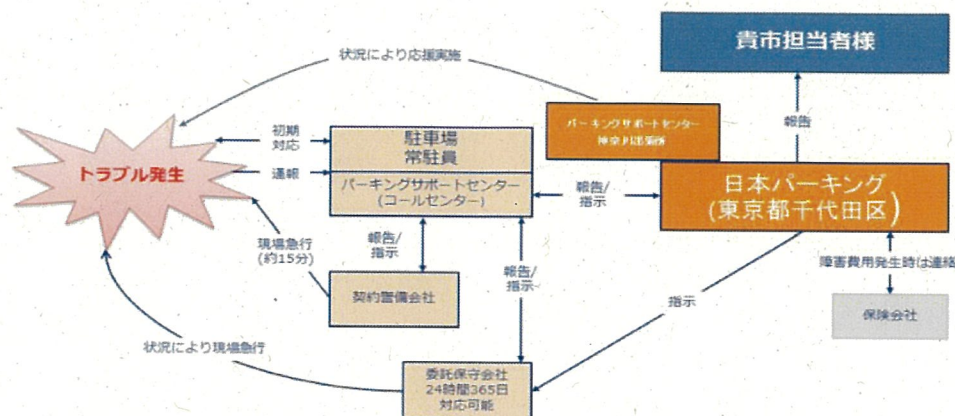 貴市担当者様
状況により応援実施
パーキングサポートセンター
神奈川出張所
報告
初期
対応
駐車場
常駐員
トラブル発生
通報
パーキングサポートセンター
(コールセンター)
報告/
指示
日本パーキング
(東京都千代田区)
現場急行
(約15分)
報告/
指示
報告/
指示
障害費用発生時は連絡
契約警備会社
指示
保険会社
状況により現場急行
委託保守会社
24時間365日
対応可能